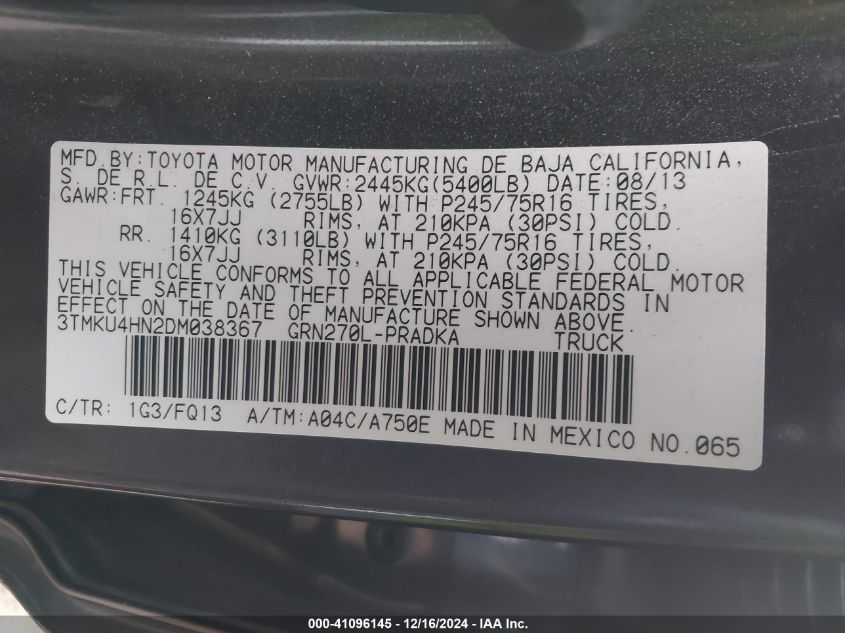 MFD.BY:TOYOTA MOTOR MANUFACTURING DE BAJA CALIFORNIA,
S. DE R.L. DE C.V. GVWR:2445KG(5400LB) DATE:08/13
GAWR:FRT. 1245KG (2755LB) WITH P245/75R16 TIRES,
16X7JJ RIMS, AT 210KPA (30PSI) COLD.
RR. 1410KG (3110LB) WITH P245/75R16 TIRES,
16X7JJ RIMS, AT 210KPA (30PSI) COLD.
THIS VEHICLE CONFORMS TO ALL APPLICABLE FEDERAL MOTOR
VEHICLE SAFETY AND THEFT PREVENTION STANDARDS IN
EFFECT ON THE DATE OF MANUFACTURE SHOWN ABOVE.
3TMKU4HN2DM038367 GRN270L-PRADKA TRUCK
C/TR: 1G3/FQ13 A/TM:A04C/A750E MADE IN MEXICO NO.065
000-41096145 - 12/16/2024 - IAA Inc.